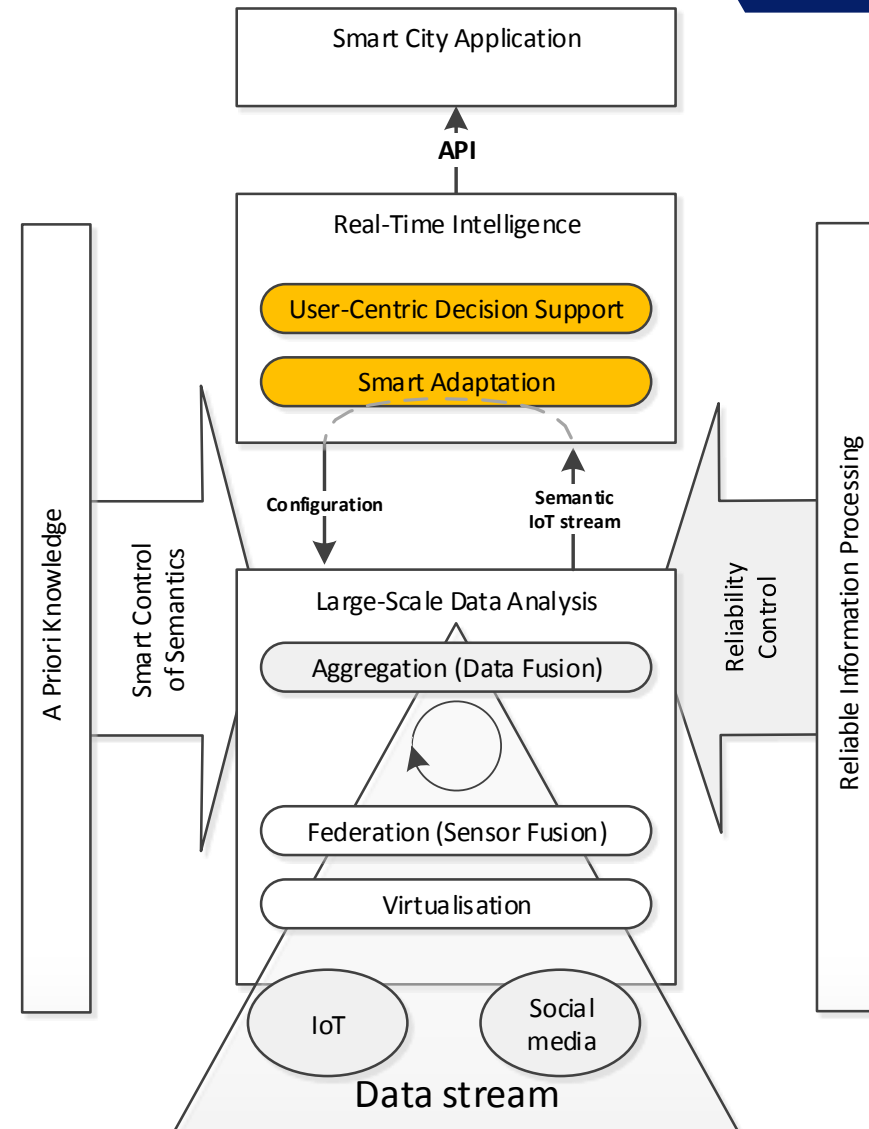 Smart City Application
API
Real-Time Intelligence
User-Centric Decision Support
Smart Adaptation
Configuration
Semantic
IoT stream
A Priori Knowledge
Smart Control
of Semantics
Large-Scale Data Analysis
Aggregation (Data Fusion)
Federation (Sensor Fusion)
Virtualisation
Reliability
Control
Reliable Information Processing
IoT
Social
media
Data stream